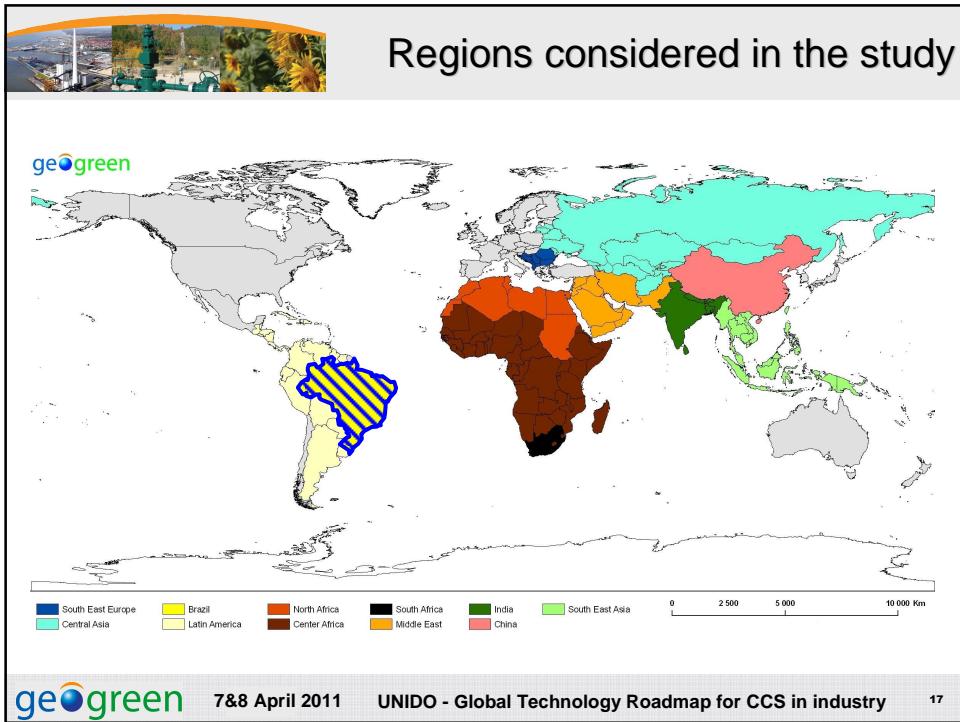 Regions considered in the study
geogreen
South East Europe Brazil North Africa South Africa India South East Asia
Central Asia Latin America Center Africa Middle East China
0 2 500 5 000 10 000 Km
geogreen 7&8 April 2011 UNIDO - Global Technology Roadmap for CCS in industry 17